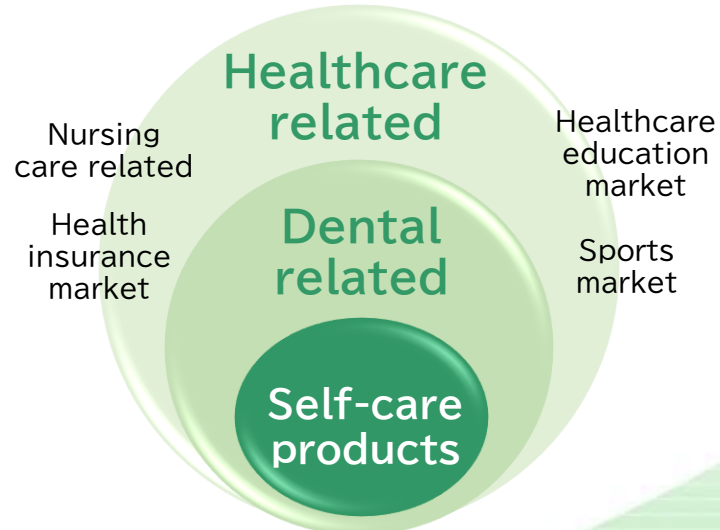 Healthcare
related
Nursing
care related
Health
insurance
market
Healthcare
education
market
Sports
market
Dental
related
Self-care
products